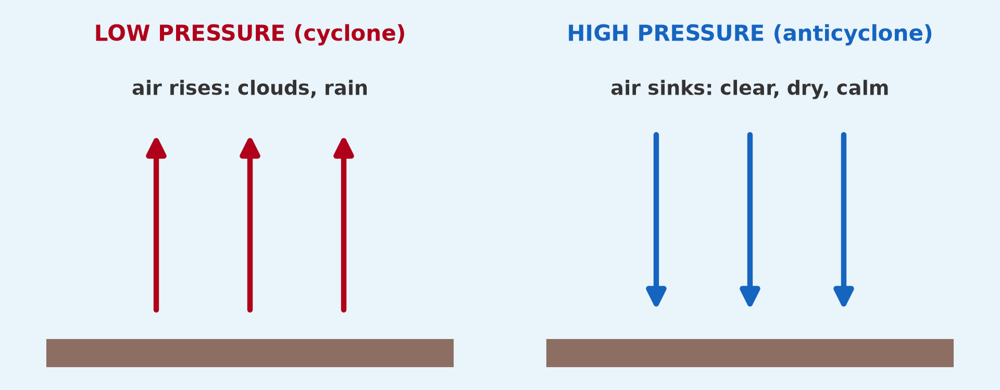 LOW PRESSURE (cyclone)
air rises: clouds, rain
HIGH PRESSURE (anticyclone)
air sinks: clear, dry, calm